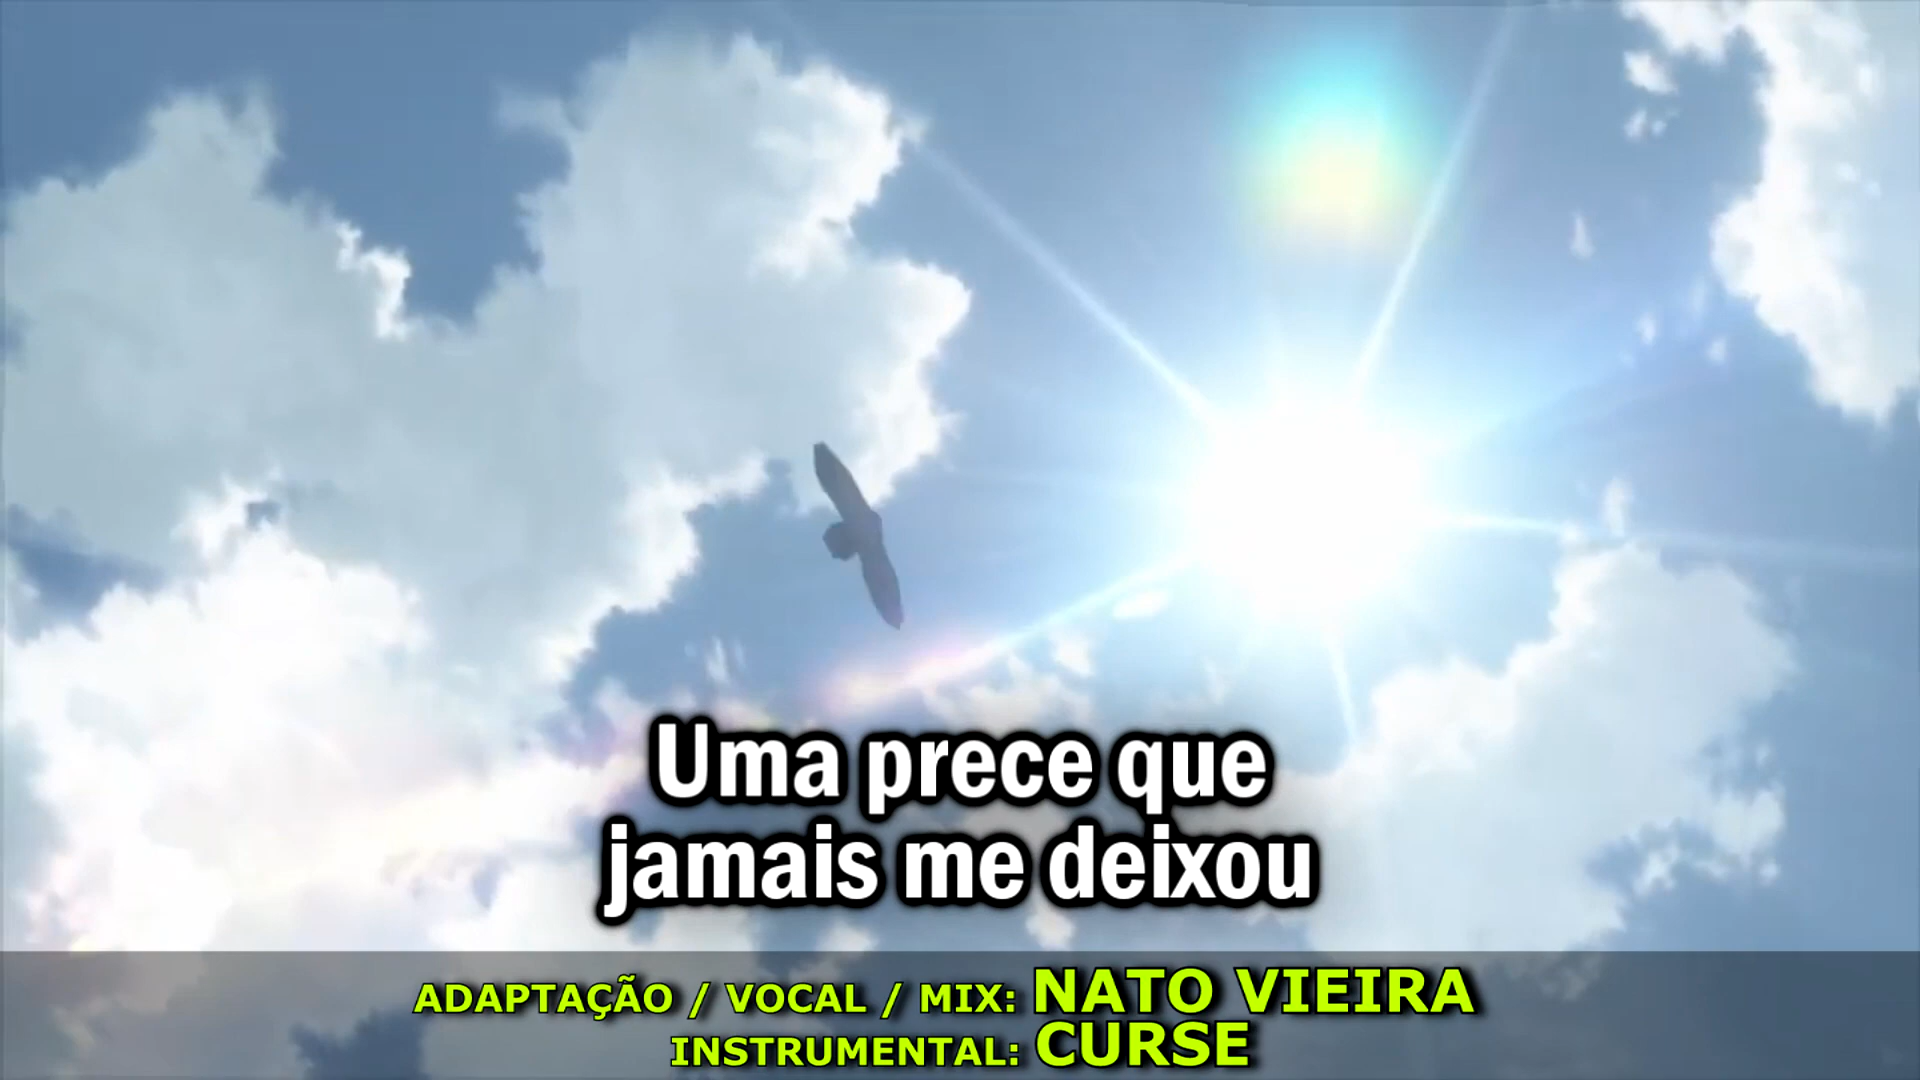 Uma prece que
jamais me deixou
ADAPTAÇÃO / VOCAL / MIX: NATO VIEIRA
INSTRUMENTAL: CURSE